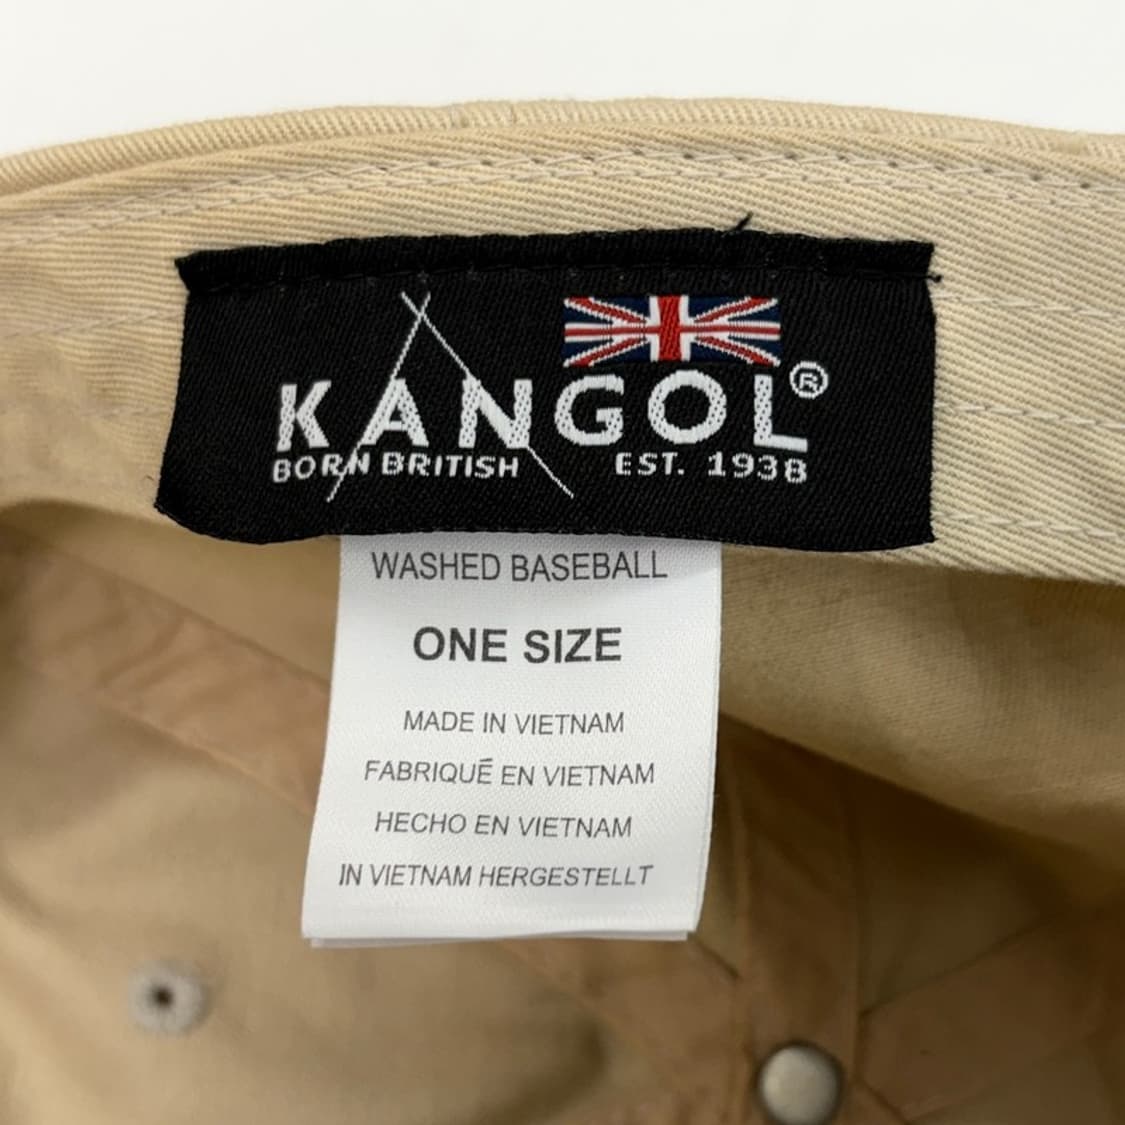 KANGOL®
BORN BRITISH EST. 1938
WASHED BASEBALL
ONE SIZE
MADE IN VIETNAM
FABRIQUÉ EN VIETNAM
HECHO EN VIETNAM
IN VIETNAM HERGESTELLT